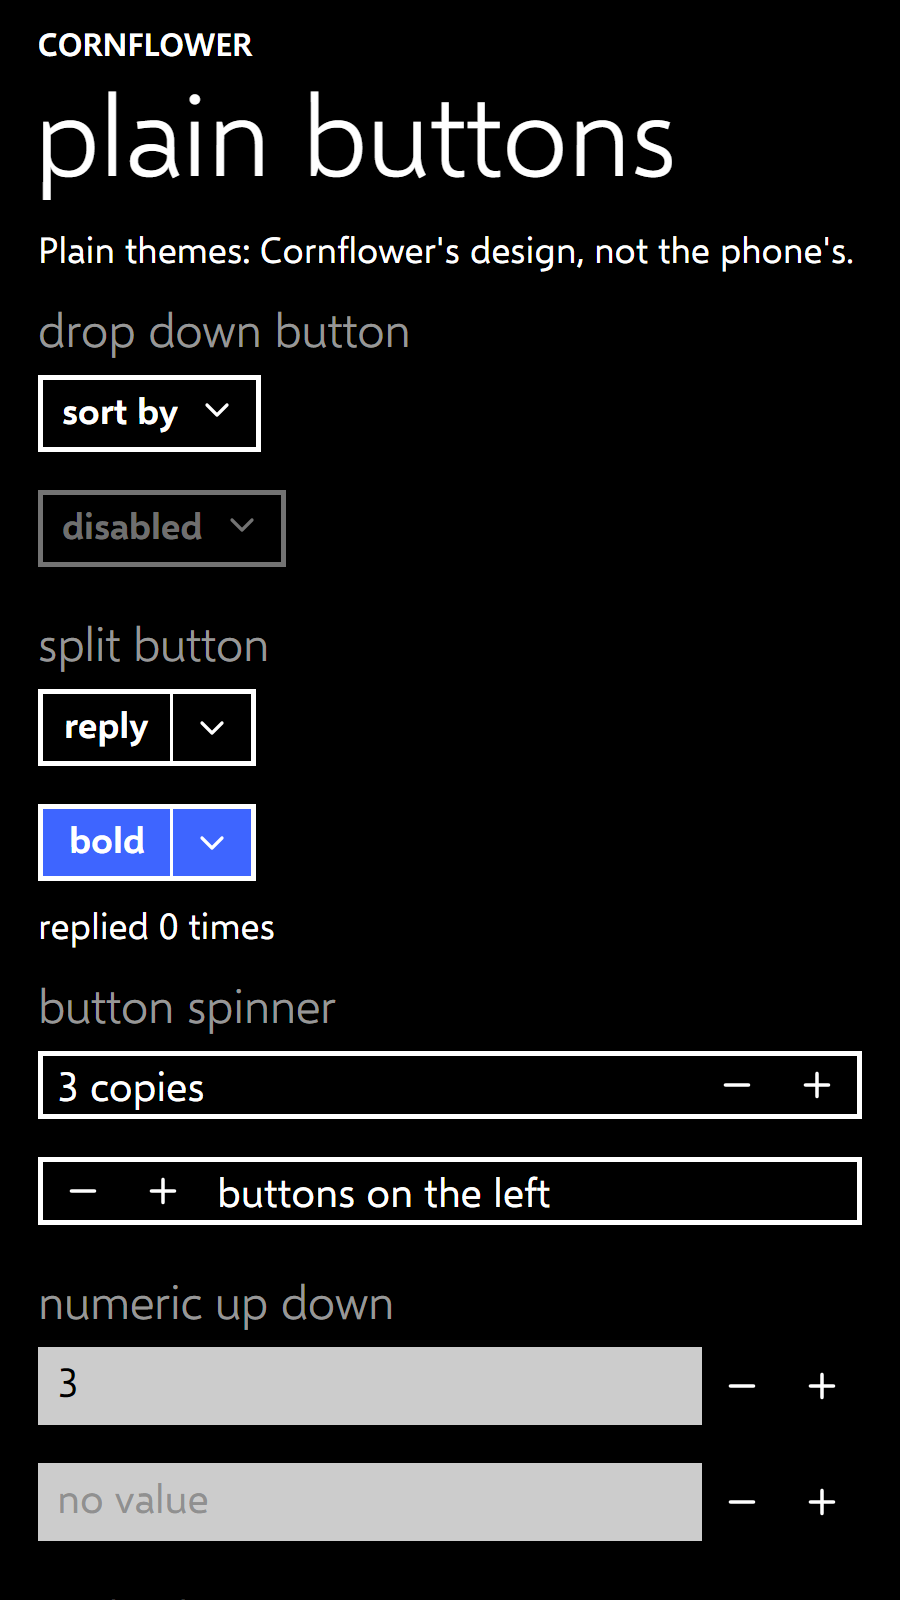 CORNFLOWER
plain buttons
Plain themes: Cornflower's design, not the phone's.
drop down button
sort by
disabled
split button
reply
bold
replied 0 times
button spinner
3 copies
buttons on the left
numeric up down
3
no value